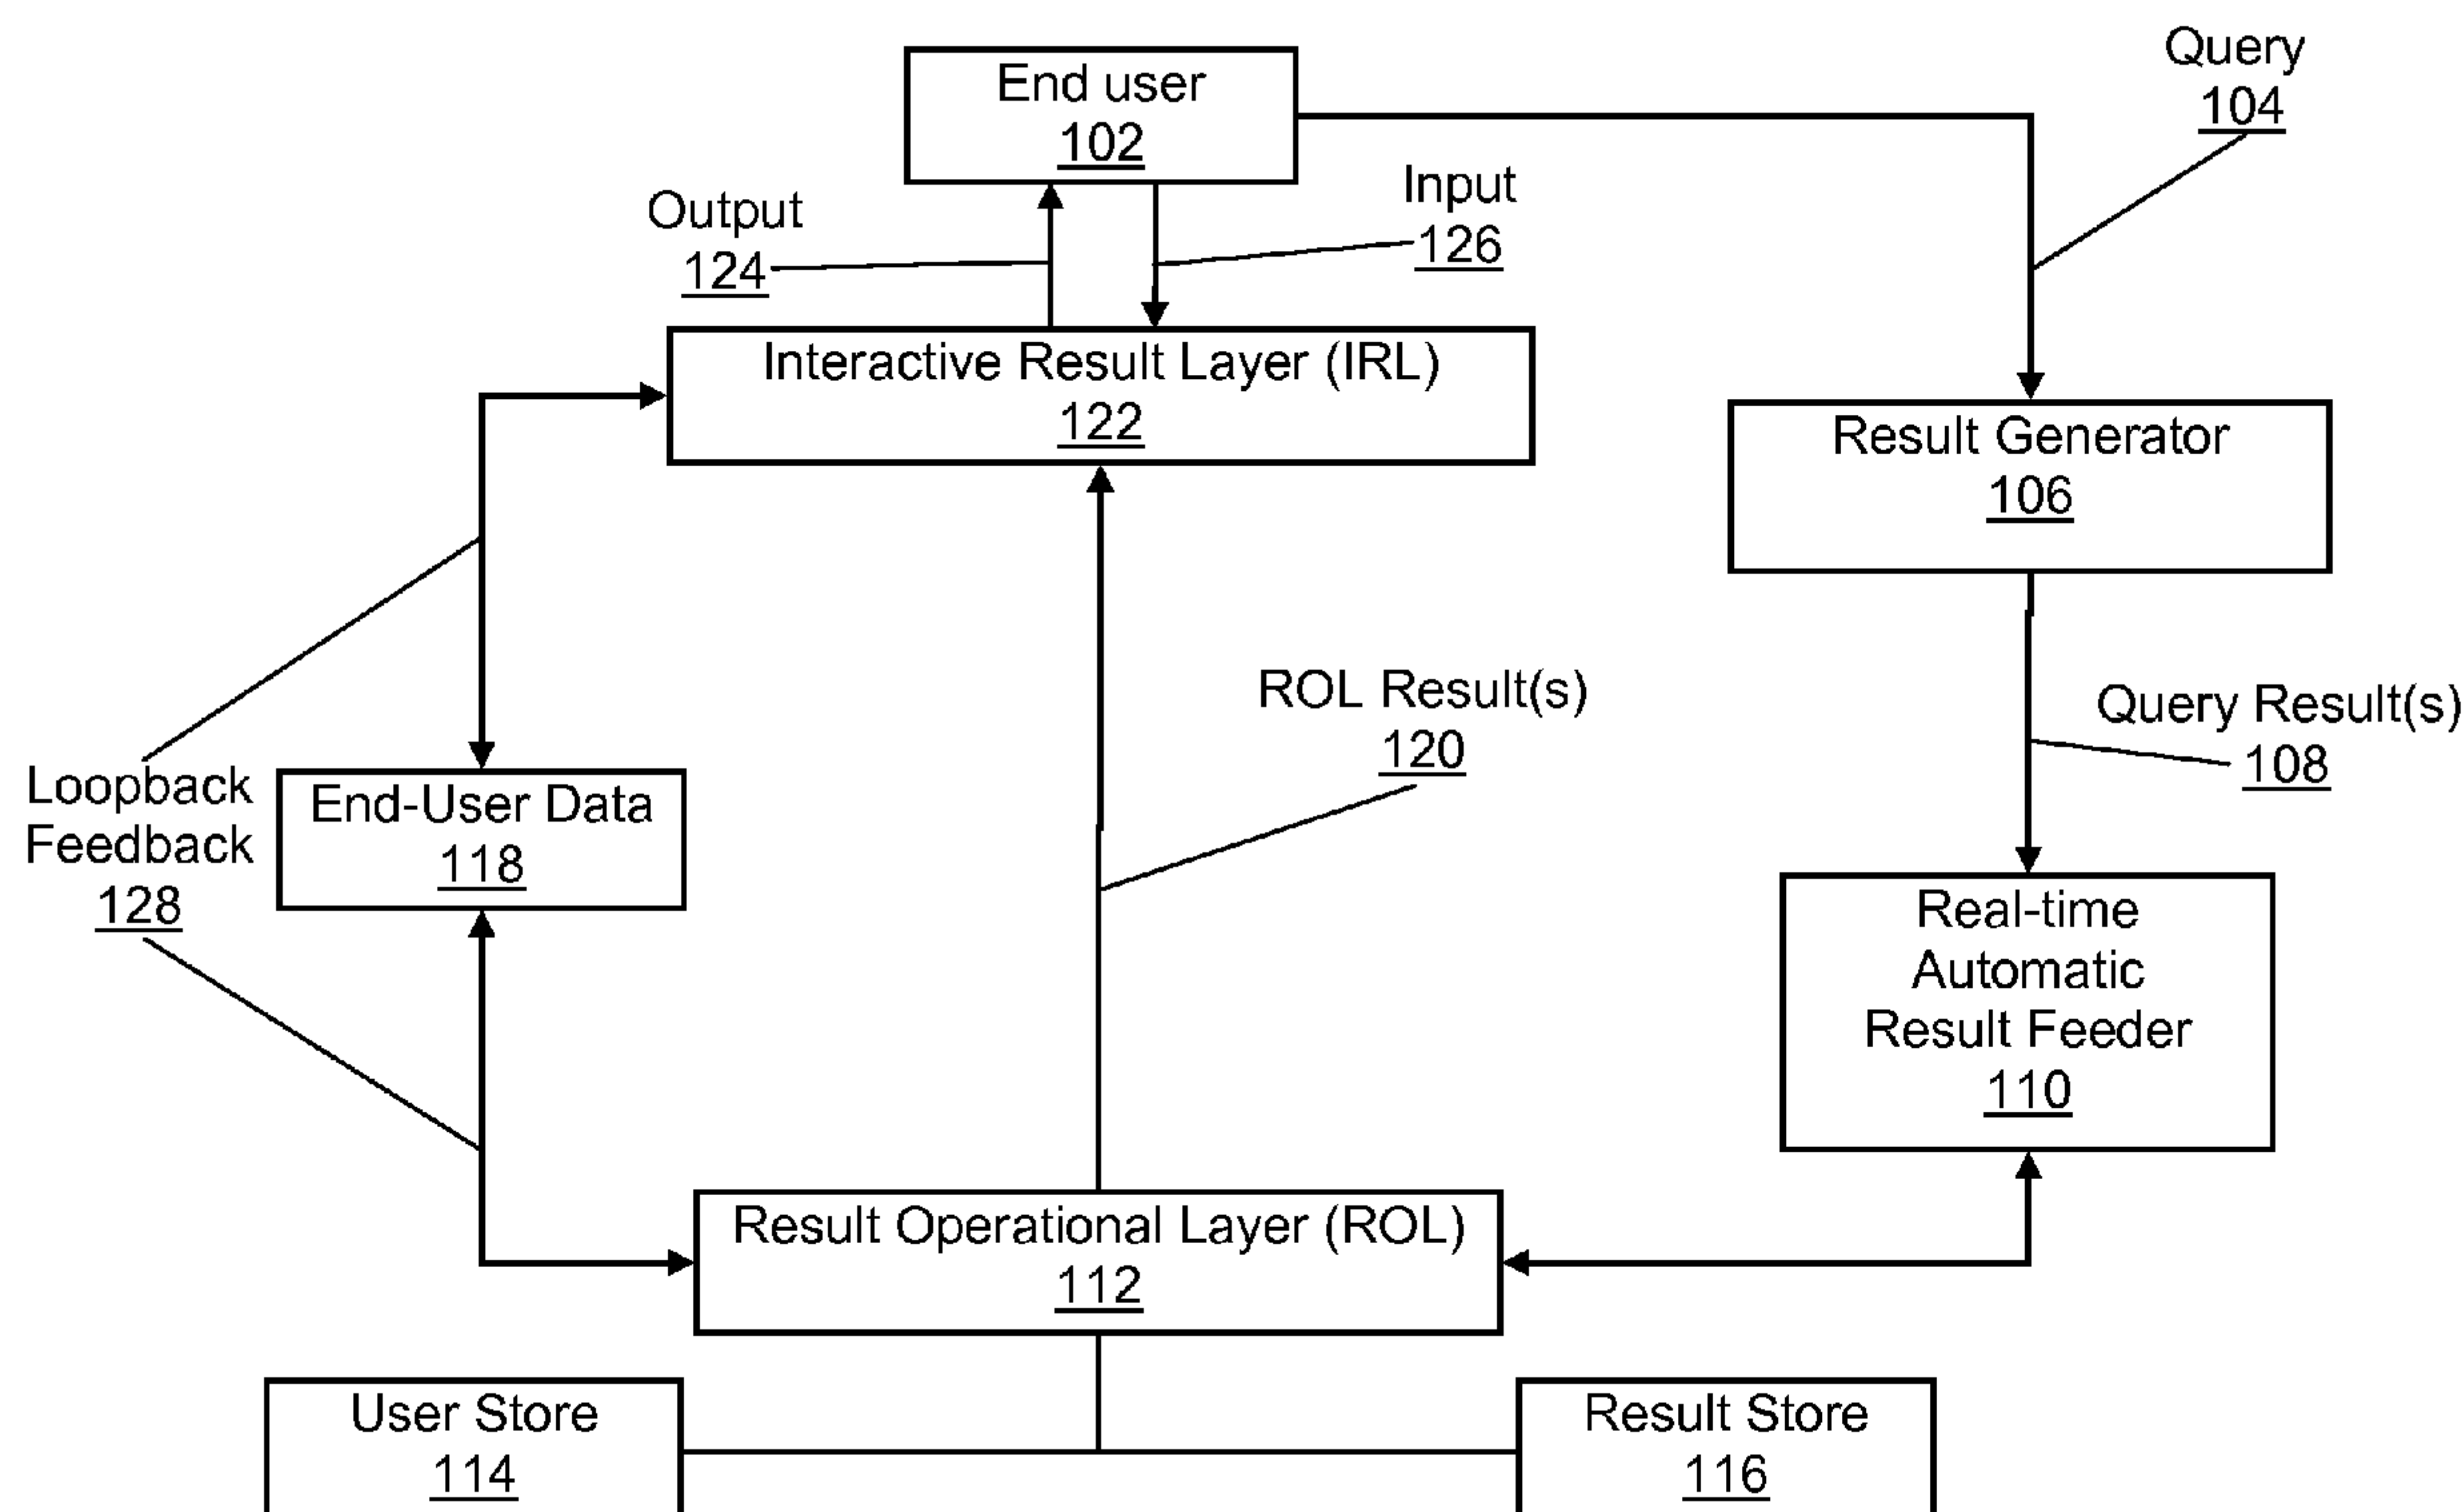 End user
102
Query
104
Output
124
Input
126
Interactive Result Layer (IRL)
122
Result Generator
106
ROL Result(s)
120
Query Result(s)
108
Loopback
Feedback
128
End-User Data
118
Real-time
Automatic
Result Feeder
110
Result Operational Layer (ROL)
112
User Store
114
Result Store
116